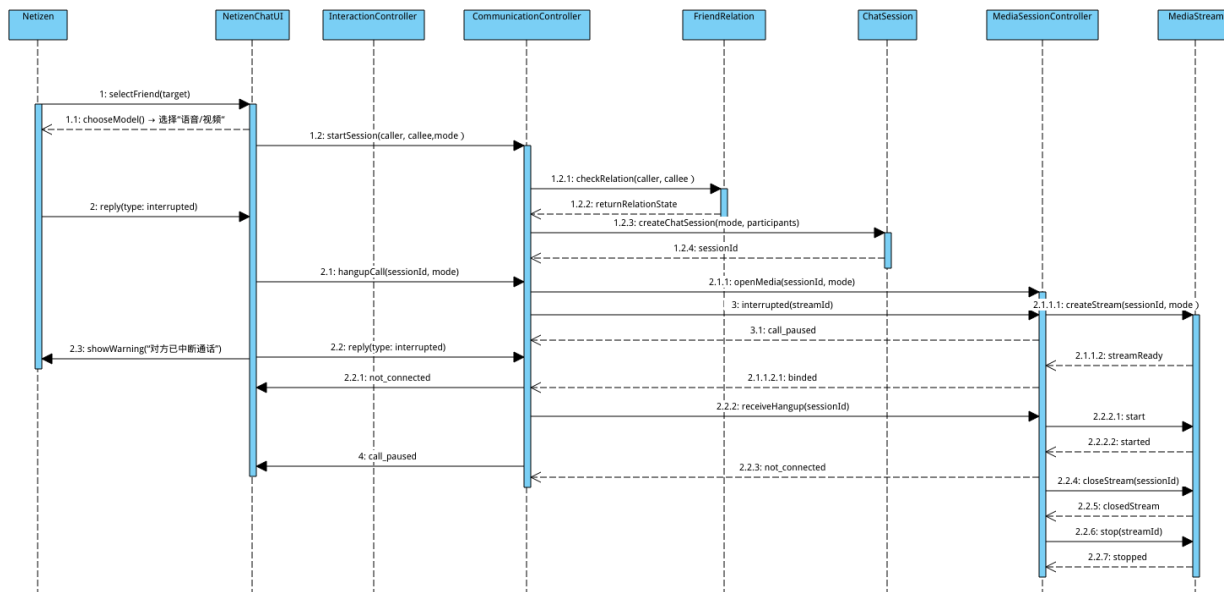 Netizen
NetizenChatUI
InteractionController
CommunicationController
FriendRelation
ChatSession
MediaSessionController
MediaStream
1: selectFriend(target)
1.1: chooseModel() → 选择“语音/视频”
1.2: startSession(caller, callee,mode )
1.2.1: checkRelation(caller, callee )
1.2.2: returnRelationState
2: reply(type: interrupted)
1.2.3: createChatSession(mode, participants)
1.2.4: sessionId
2.1: hangupCall(sessionId, mode)
2.1.1: openMedia(sessionId, mode)
3: interrupted(streamId)
2.1.1.1: createStream(sessionId, mode )
3.1: call_paused
2.3: showWarning(“对方已中断通话”)
2.2: reply(type: interrupted)
2.1.1.2: streamReady
2.2.1: not_connected
2.1.1.2.1: binded
2.2.2: receiveHangup(sessionId)
2.2.2.1: start
2.2.2.2: started
4: call_paused
2.2.3: not_connected
2.2.4: closeStream(sessionId)
2.2.5: closedStream
2.2.6: stop(streamId)
2.2.7: stopped